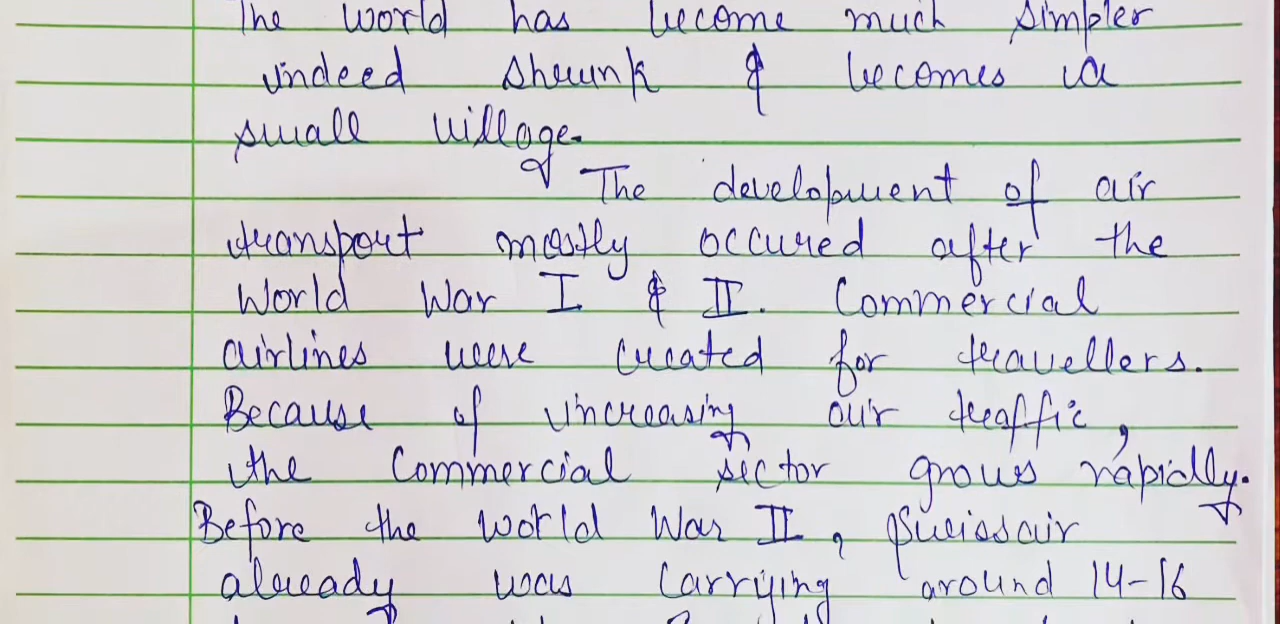 The world has become much simpler
indeed shrunk & becomes a
small village.
The development of air
transport mostly occured after the
World War I & II. Commercial
airlines were created for travellers.
Because of increasing air traffic,
the Commercial sector grows rapidly.
Before the world War II, Swissair
already was carrying around 14-16